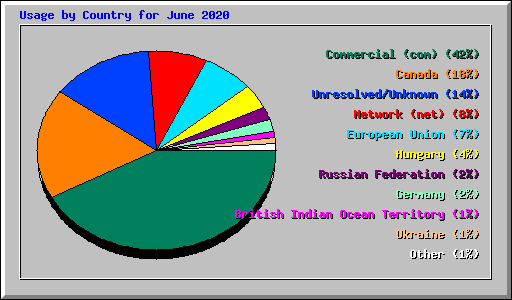 Usage by Country for June 2020
Commercial (com) (42%)
Canada (18%)
Unresolved/Unknown (14%)
Network (net) (8%)
European Union (7%)
Hungary (4%)
Russian Federation (2%)
Germany (2%)
British Indian Ocean Territory (1%)
Ukraine (1%)
Other (1%)